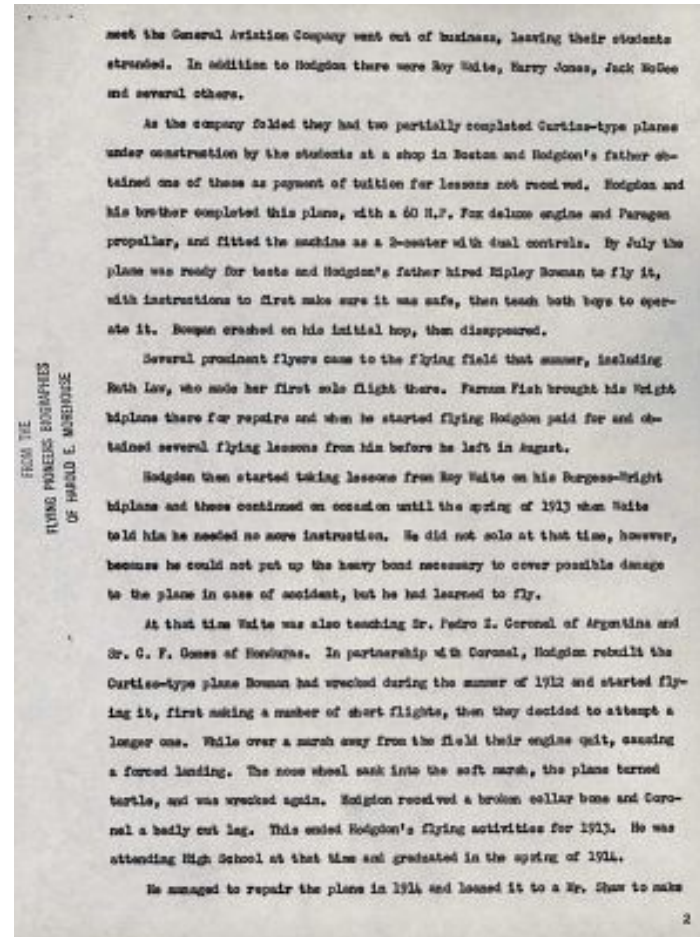 meet the General Aviation Company went out of business, leaving their students
stranded. In addition to Hodgdon there were Roy Waite, Harry Jones, Jack McGee
and several others.
As the company folded they had two partially completed Curtiss-type planes
under construction by the students at a shop in Boston and Hodgdon's father ob-
tained one of these as payment of tuition for lessons not received. Hodgdon and
his brother completed this plane, with a 60 H.P. Fox deluxe engine and Paragon
propellar, and fitted the machine as a 2-seater with dual controls. By July the
plane was ready for tests and Hodgdon's father hired Ripley Bowman to fly it,
with instructions to first make sure it was safe, then teach both boys to oper-
ate it. Bowman crashed on his initial hop, then disappeared.
Several prominent flyers came to the flying field that summer, including
Ruth Law, who made her first solo flight there. Farnum Fish brought his Wright
biplane there for repairs and when he started flying Hodgdon paid for and ob-
tained several flying lessons from him before he left in August.
Hodgdon then started taking lessons from Roy Waite on his Burgess-Wright
biplane and these continued on occasion until the spring of 1913 when Waite
told him he needed no more instruction. He did not solo at that time, however,
because he could not put up the heavy bond necessary to cover possible damage
to the plane in case of accident, but he had learned to fly.
At that time Waite was also teaching Sr. Pedro Z. Coronel of Argentina and
Sr. C. F. Gomes of Honduras. In partnership with Coronel, Hodgdon rebuilt the
Curtiss-type plane Bowman had wrecked during the summer of 1912 and started fly-
ing it, first making a number of short flights, then they decided to attempt a
longer one. While over a marsh away from the field their engine quit, causing
a forced landing. The nose wheel sank into the soft marsh, the plane turned
turtle, and was wrecked again. Hodgdon received a broken collar bone and Coro-
nel a badly cut leg. This ended Hodgdon's flying activities for 1913. He was
attending High School at that time and graduated in the spring of 1914.
He managed to repair the plane in 1914 and loaned it to a Mr. Shaw to make
2
FROM THE
FLYING PIONEERS BIOGRAPHIES
OF HAROLD E. MOREHOUSE